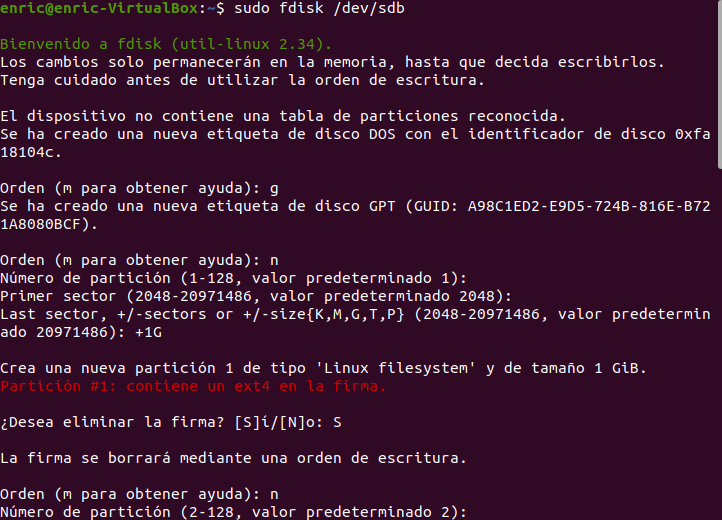 enric@enric-VirtualBox:~$ sudo fdisk /dev/sdb
Bienvenido a fdisk (util-linux 2.34).
Los cambios solo permanecerán en la memoria, hasta que decida escribirlos.
Tenga cuidado antes de utilizar la orden de escritura.
El dispositivo no contiene una tabla de particiones reconocida.
Se ha creado una nueva etiqueta de disco DOS con el identificador de disco 0xfa
18104c.
Orden (m para obtener ayuda): g
Se ha creado una nueva etiqueta de disco GPT (GUID: A98C1ED2-E9D5-724B-816E-B72
1A8080BCF).
Orden (m para obtener ayuda): n
Número de partición (1-128, valor predeterminado 1):
Primer sector (2048-20971486, valor predeterminado 2048):
Last sector, +/-sectors or +/-size{K,M,G,T,P} (2048-20971486, valor predetermin
ado 20971486): +1G
Crea una nueva partición 1 de tipo 'Linux filesystem' y de tamaño 1 GiB.
Partición #1: contiene un ext4 en la firma.
¿Desea eliminar la firma? [S]í/[N]o: S
La firma se borrará mediante una orden de escritura.
Orden (m para obtener ayuda): n
Número de partición (2-128, valor predeterminado 2):